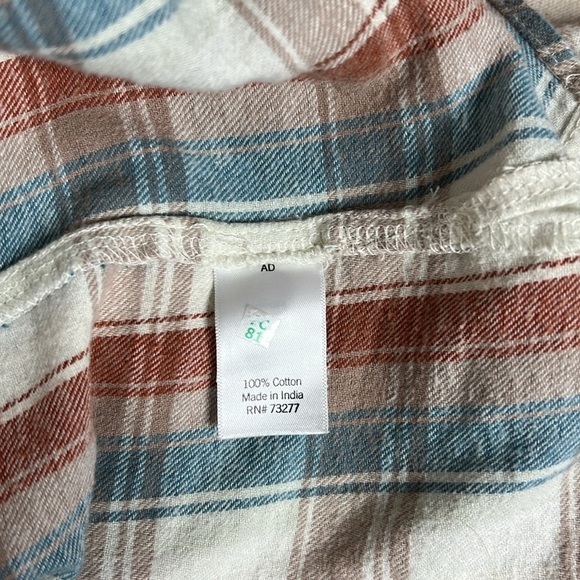 AD
100% Cotton
Made in India
RN# 73277